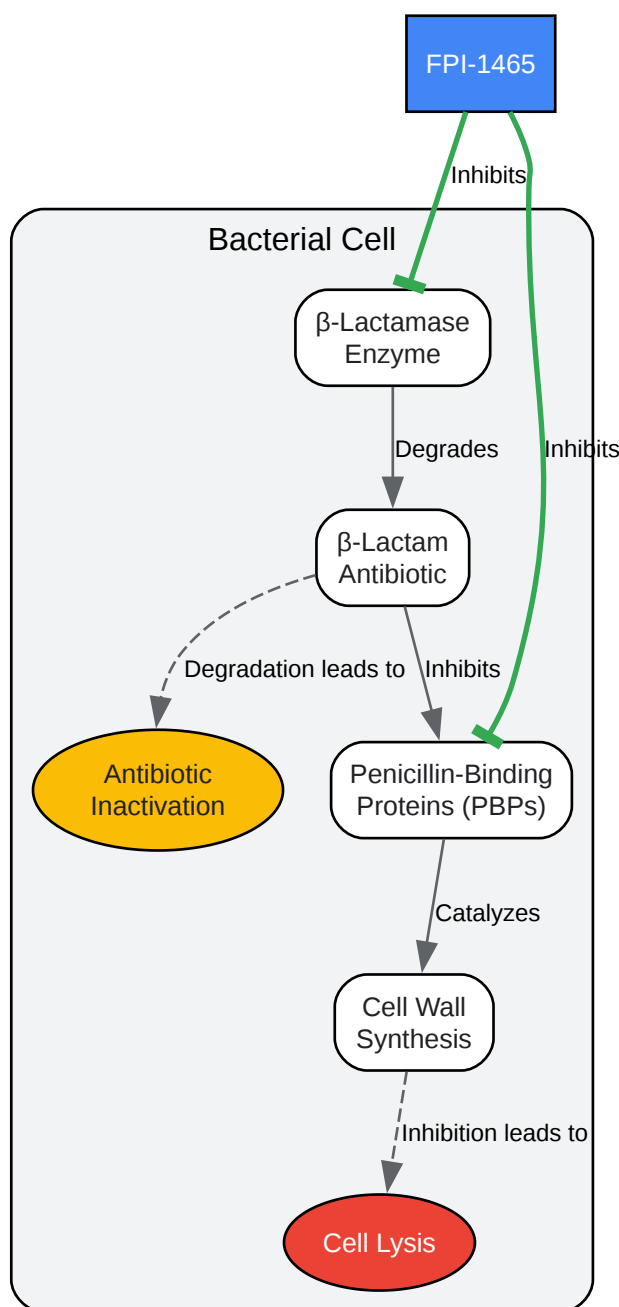 FPI-1465
Inhibits
Bacterial Cell
β-Lactamase
Enzyme
Degrades
Inhibits
β-Lactam
Antibiotic
Degradation leads to
Inhibits
Antibiotic
Inactivation
Penicillin-Binding
Proteins (PBPs)
Catalyzes
Cell Wall
Synthesis
Inhibition leads to
Cell Lysis